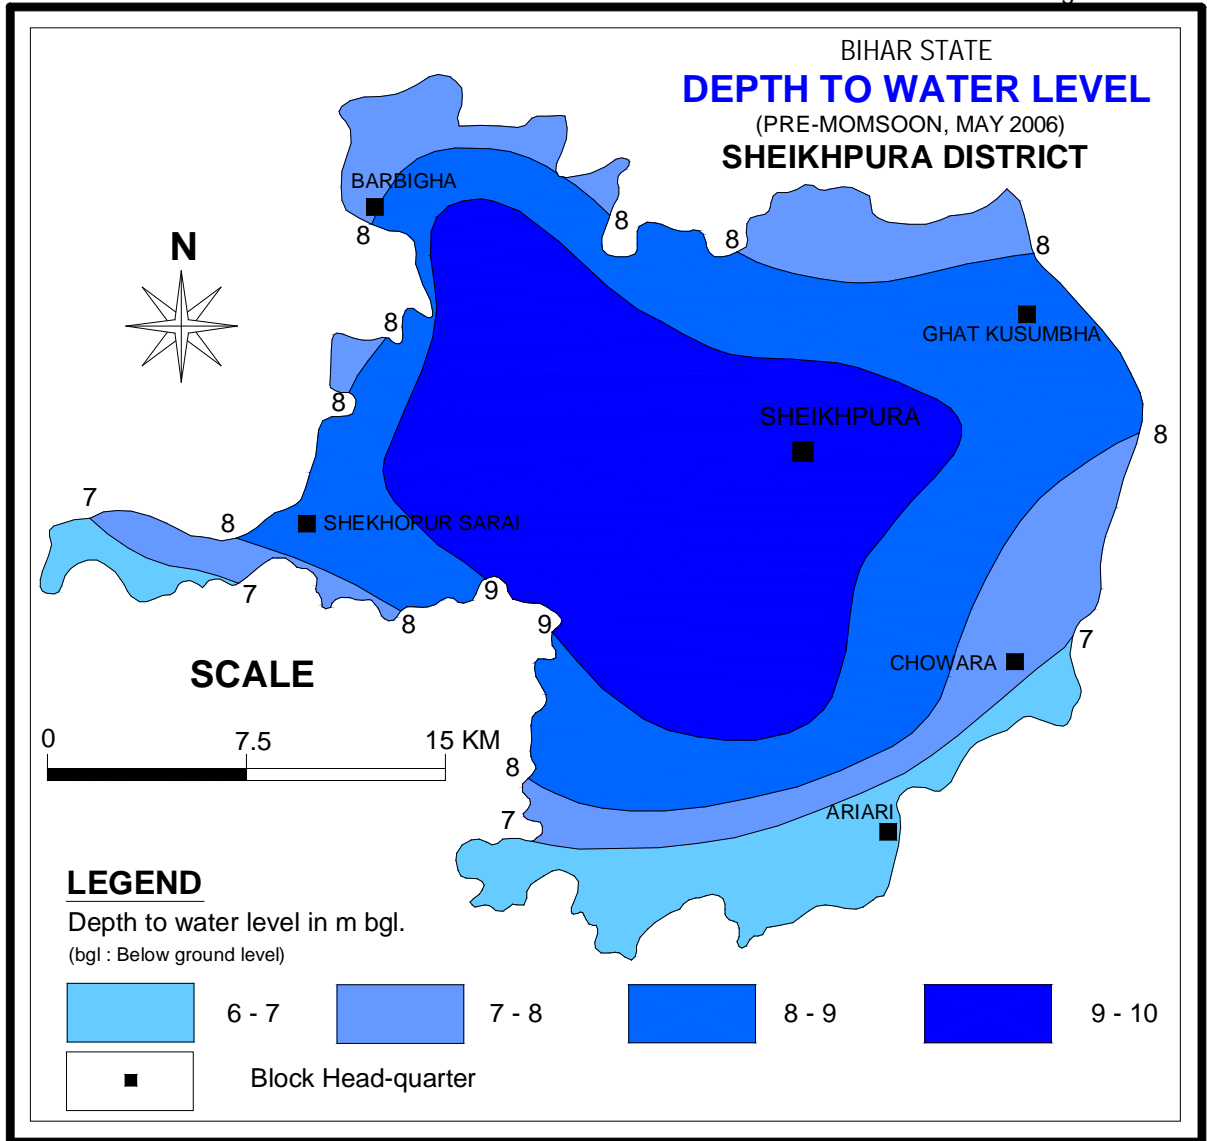 BIHAR STATE
DEPTH TO WATER LEVEL
(PRE-MOMSOON, MAY 2006)
SHEIKHPURA DISTRICT
BARBIGHA
8
8
8
8
N
8
GHAT KUSUMBHA
8
SHEIKHPURA
8
7
8
SHEKHOPUR SARAI
7
9
8
9
7
SCALE
CHOWARA
0
7.5
15 KM
8
7
ARIARI
LEGEND
Depth to water level in m bgl.
(bgl : Below ground level)
6 - 7
7 - 8
8 - 9
9 - 10
Block Head-quarter